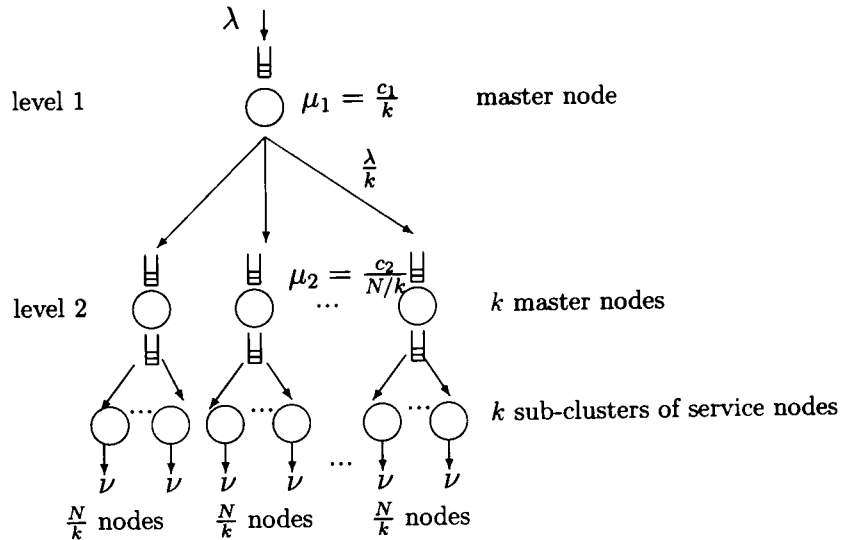 λ
level 1 μ₁ = c₁/k master node
λ/k
μ₂ = c₂/(N/k)
level 2 ... k master nodes
... ... ... k sub-clusters of service nodes
ν ν ν ν ... ν ν
N/k nodes N/k nodes N/k nodes